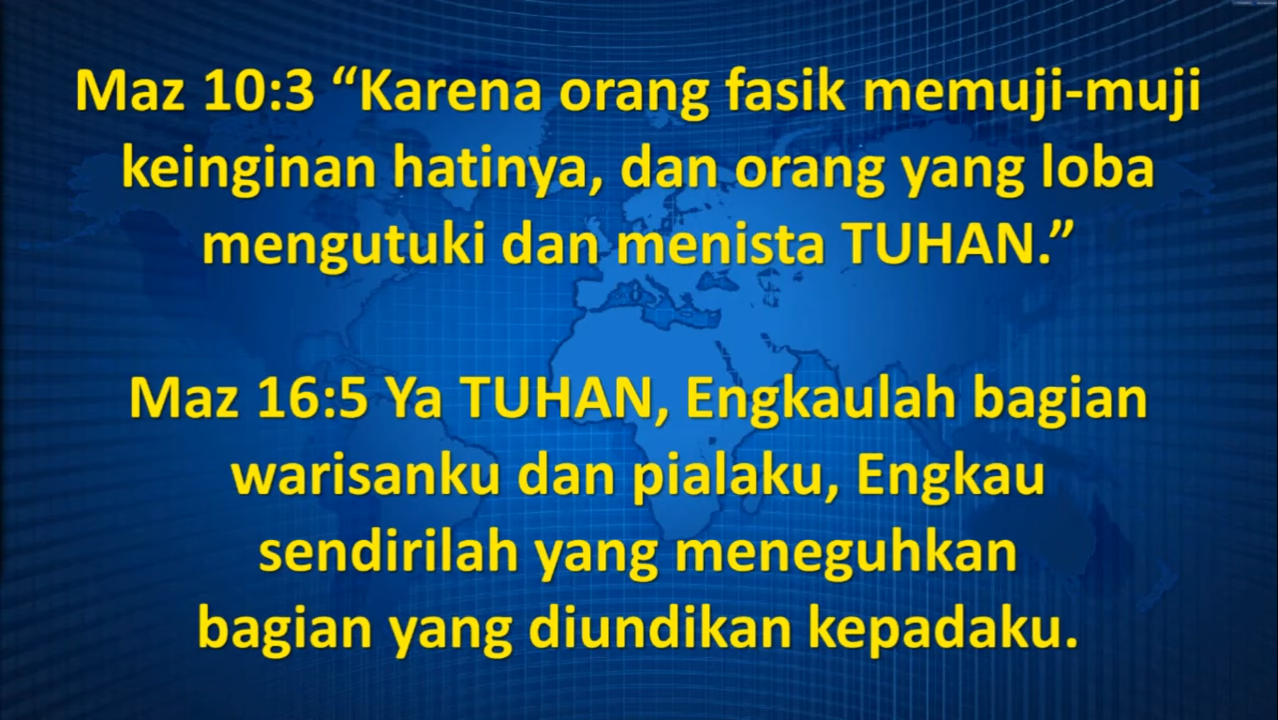 Maz 10:3 “Karena orang fasik memuji-muji
keinginan hatinya, dan orang yang loba
mengutuki dan menista TUHAN.”
Maz 16:5 Ya TUHAN, Engkaulah bagian
warisanku dan pialaku, Engkau
sendirilah yang meneguhkan
bagian yang diundikan kepadaku.